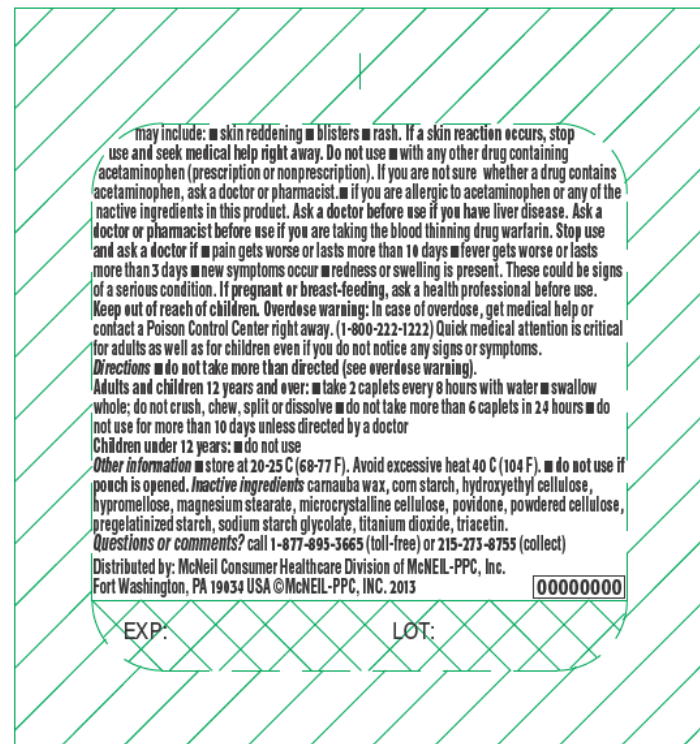 may include: ■ skin reddening ■ blisters ■ rash. If a skin reaction occurs, stop
use and seek medical help right away. Do not use ■ with any other drug containing
acetaminophen (prescription or nonprescription). If you are not sure whether a drug contains
acetaminophen, ask a doctor or pharmacist. ■ if you are allergic to acetaminophen or any of the
nactive ingredients in this product. Ask a doctor before use if you have liver disease. Ask a
doctor or pharmacist before use if you are taking the blood thinning drug warfarin. Stop use
and ask a doctor if ■ pain gets worse or lasts more than 10 days ■ fever gets worse or lasts
more than 3 days ■ new symptoms occur ■ redness or swelling is present. These could be signs
of a serious condition. If pregnant or breast-feeding, ask a health professional before use.
Keep out of reach of children. Overdose warning: In case of overdose, get medical help or
contact a Poison Control Center right away. (1-800-222-1222) Quick medical attention is critical
for adults as well as for children even if you do not notice any signs or symptoms.
Directions ■ do not take more than directed (see overdose warning).
Adults and children 12 years and over: ■ take 2 caplets every 8 hours with water ■ swallow
whole; do not crush, chew, split or dissolve ■ do not take more than 6 caplets in 24 hours ■ do
not use for more than 10 days unless directed by a doctor
Children under 12 years: ■ do not use
Other information ■ store at 20-25 C (68-77 F). Avoid excessive heat 40 C (104 F). ■ do not use if
pouch is opened. Inactive ingredients carnauba wax, corn starch, hydroxyethyl cellulose,
hypromellose, magnesium stearate, microcrystalline cellulose, povidone, powdered cellulose,
pregelatinized starch, sodium starch glycolate, titanium dioxide, triacetin.
Questions or comments? call 1-877-895-3665 (toll-free) or 215-273-8755 (collect)
Distributed by: McNeil Consumer Healthcare Division of McNEIL-PPC, Inc.
Fort Washington, PA 19034 USA ©McNEIL-PPC, INC. 2013 00000000
EXP: LOT: